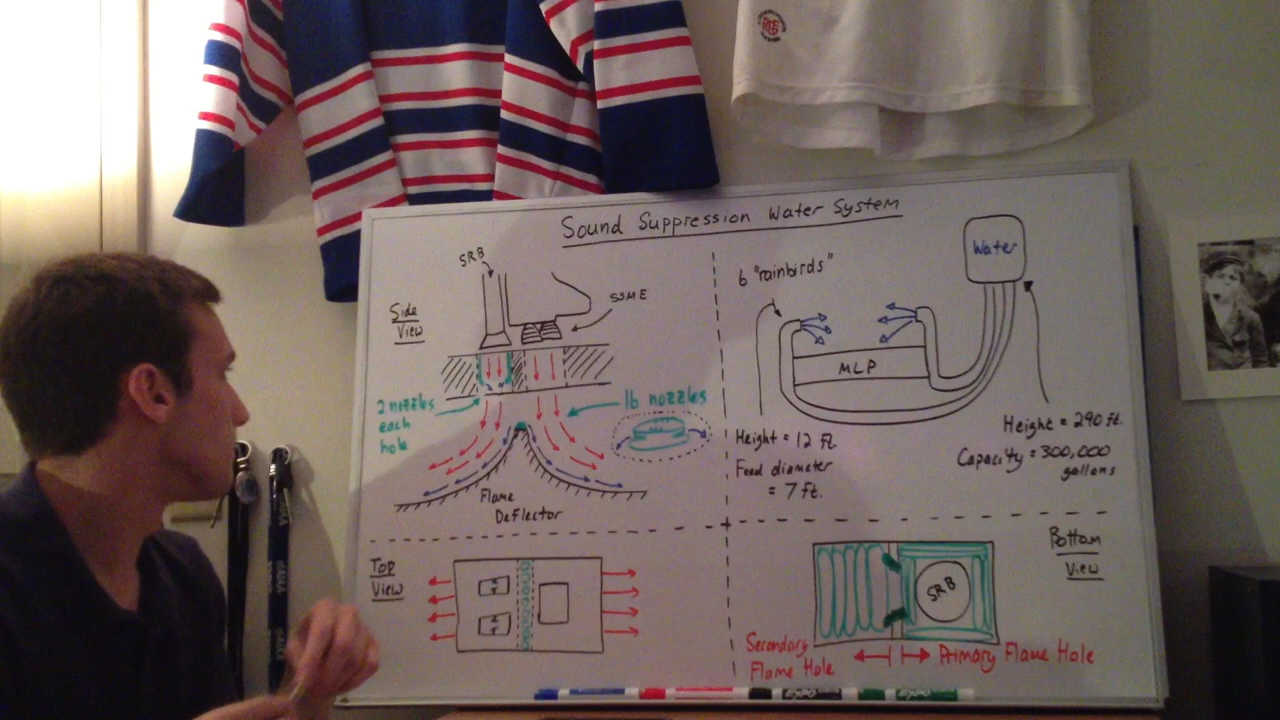 Sound Suppression Water System
SRB
SSME
Side
View
2 nozzles
each
hole
16 nozzles
Flame
Deflector
6 "rainbirds"
Water
MLP
Height = 12 ft.
Feed diameter
= 7 ft.
Height = 290 ft.
Capacity = 300,000
gallons
Top
View
Bottom
View
SRB
Secondary
Flame Hole
Primary Flame Hole
EXPO
EXPO